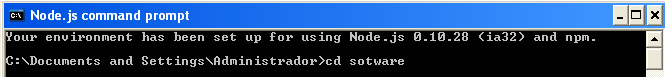 Node.js command prompt
Your environment has been set up for using Node.js 0.10.28 (ia32) and npm.
C:\Documents and Settings\Administrador>cd sotware